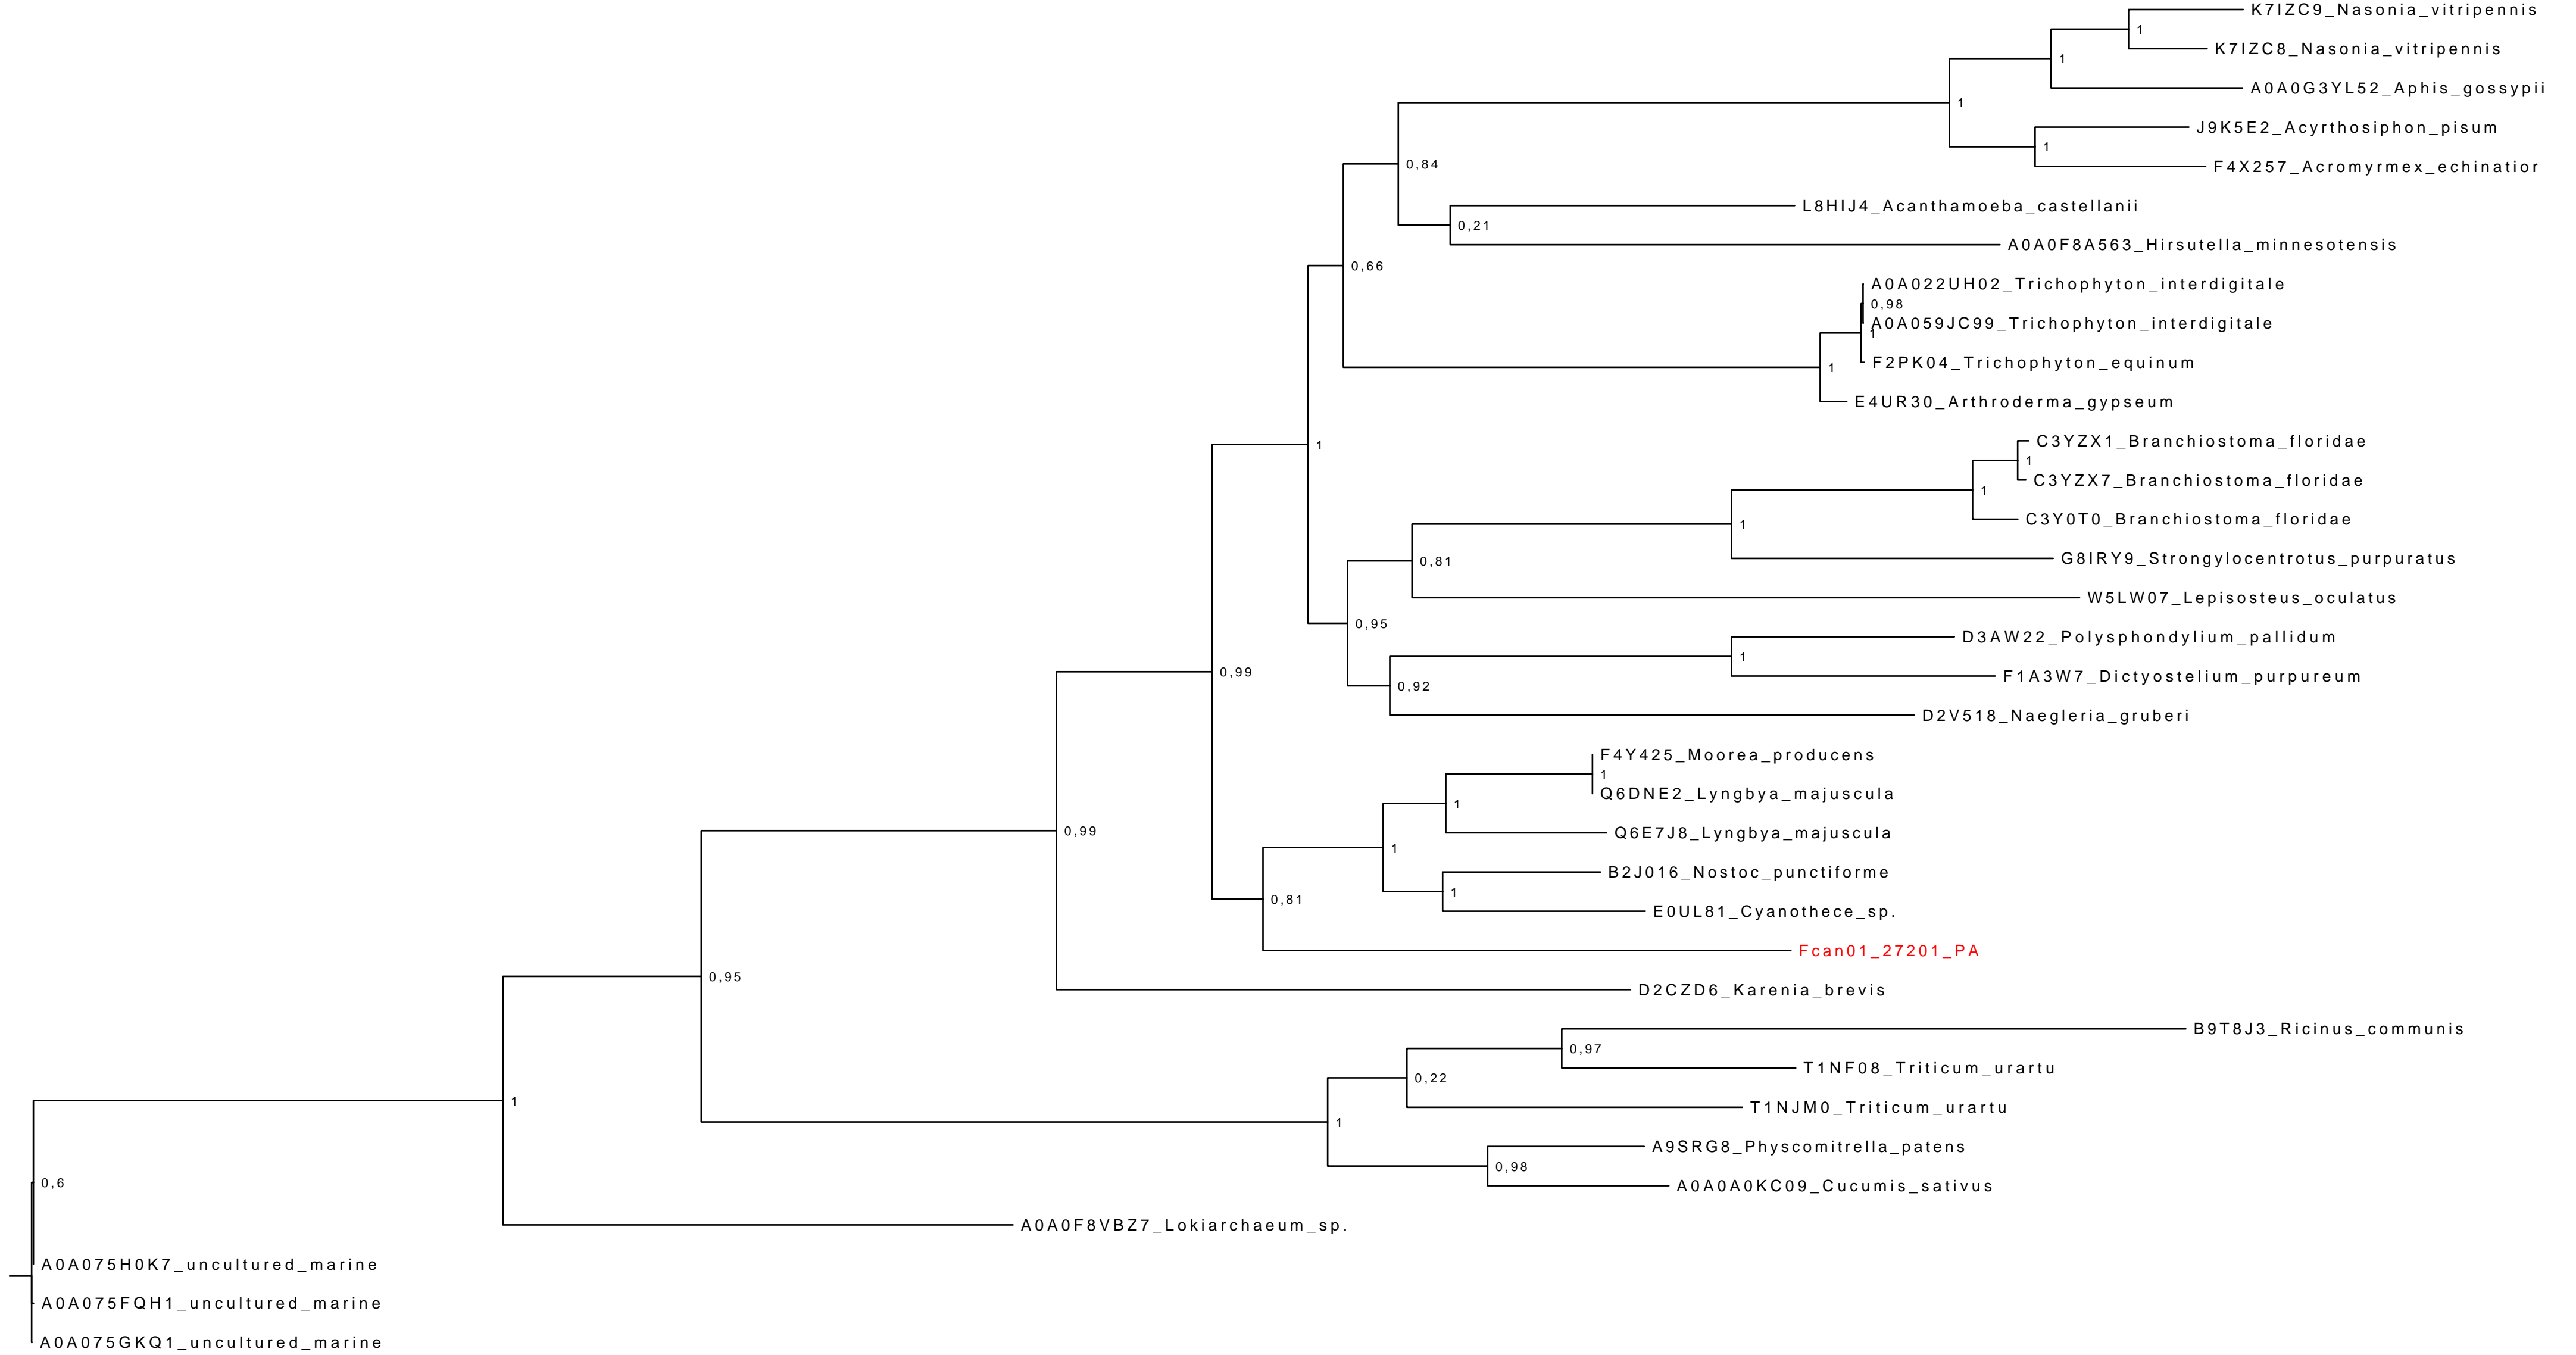 K7IZC9_Nasonia_vitripennis
1
K7IZC8_Nasonia_vitripennis
1
A0A0G3YL52_Aphis_gossypii
1
J9K5E2_Acyrthosiphon_pisum
1
F4X257_Acromyrmex_echinatior
0,84
L8HIJ4_Acanthamoeba_castellanii
0,21
A0A0F8A563_Hirsutella_minnesotensis
0,66
A0A022UH02_Trichophyton_interdigitale
0,98
A0A059JC99_Trichophyton_interdigitale
1
F2PK04_Trichophyton_equinum
1
E4UR30_Arthroderma_gypseum
C3YZX1_Branchiostoma_floridae
1
1
C3YZX7_Branchiostoma_floridae
1
C3Y0T0_Branchiostoma_floridae
1
G8IRY9_Strongylocentrotus_purpuratus
0,81
W5LW07_Lepisosteus_oculatus
0,95
D3AW22_Polysphondylium_pallidum
1
F1A3W7_Dictyostelium_purpureum
0,99
0,92
D2V518_Naegleria_gruberi
F4Y425_Moorea_producens
1
Q6DNE2_Lyngbya_majuscula
1
0,99
Q6E7J8_Lyngbya_majuscula
1
B2J016_Nostoc_punctiforme
1
0,81
E0UL81_Cyanothece_sp.
Fcan01_27201_PA
0,95
D2CZD6_Karenia_brevis
B9T8J3_Ricinus_communis
0,97
T1NF08_Triticum_urartu
0,22
1
T1NJM0_Triticum_urartu
1
A9SRG8_Physcomitrella_patens
0,98
0,6
A0A0A0KC09_Cucumis_sativus
A0A0F8VBZ7_Lokiarchaeum_sp.
A0A075H0K7_uncultured_marine
A0A075FQH1_uncultured_marine
A0A075GKQ1_uncultured_marine